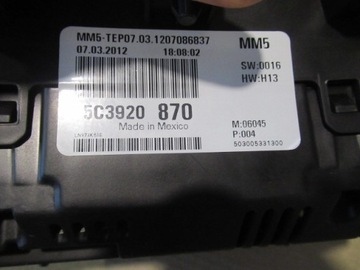 MM5-TEP07.03.1207086837 MM5
07.03.2012 18:08:02
SW:0016
HW:H13
5C3920 870
Made in Mexico
M:06045
P:004
503005331300